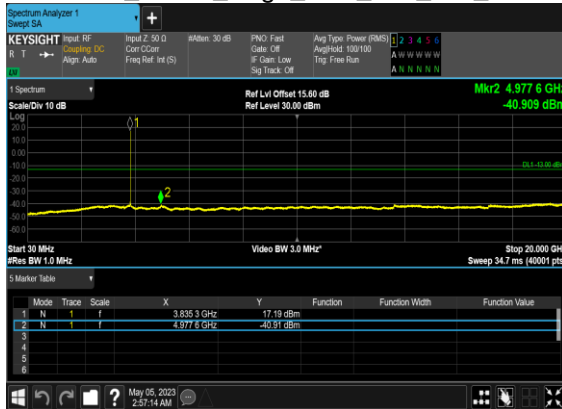 Spectrum Analyzer 1
Swept SA
+
KEYSIGHT
R T
Input: RF
Coupling: DC
Align: Auto
Input Z: 50 Ω
Corr CCorr
Freq Ref: Int (S)
#Atten: 30 dB
PNO: Fast
Gate: Off
IF Gain: Low
Sig Track: Off
Avg Type: Power (RMS)
Avg|Hold: 100/100
Trig: Free Run
1 2 3 4 5 6
A W W W W W
A N N N N N
1 Spectrum
Scale/Div 10 dB
Ref Lvl Offset 15.60 dB
Ref Level 30.00 dBm
Mkr2 4.977 6 GHz
-40.909 dBm
Log
20.0
10.0
0.00
-10.0
-20.0
-30.0
-40.0
-50.0
-60.0
1
2
DL1 -13.00 dBm
Start 30 MHz
#Res BW 1.0 MHz
Video BW 3.0 MHz*
Stop 20.000 GH
Sweep 34.7 ms (40001 pts
5 Marker Table
Mode Trace Scale X Y Function Function Width Function Value
1 N 1 f 3.835 3 GHz 17.19 dBm
2 N 1 f 4.977 6 GHz -40.91 dBm
3
4
5
6
?
May 05, 2023
2:57:14 AM